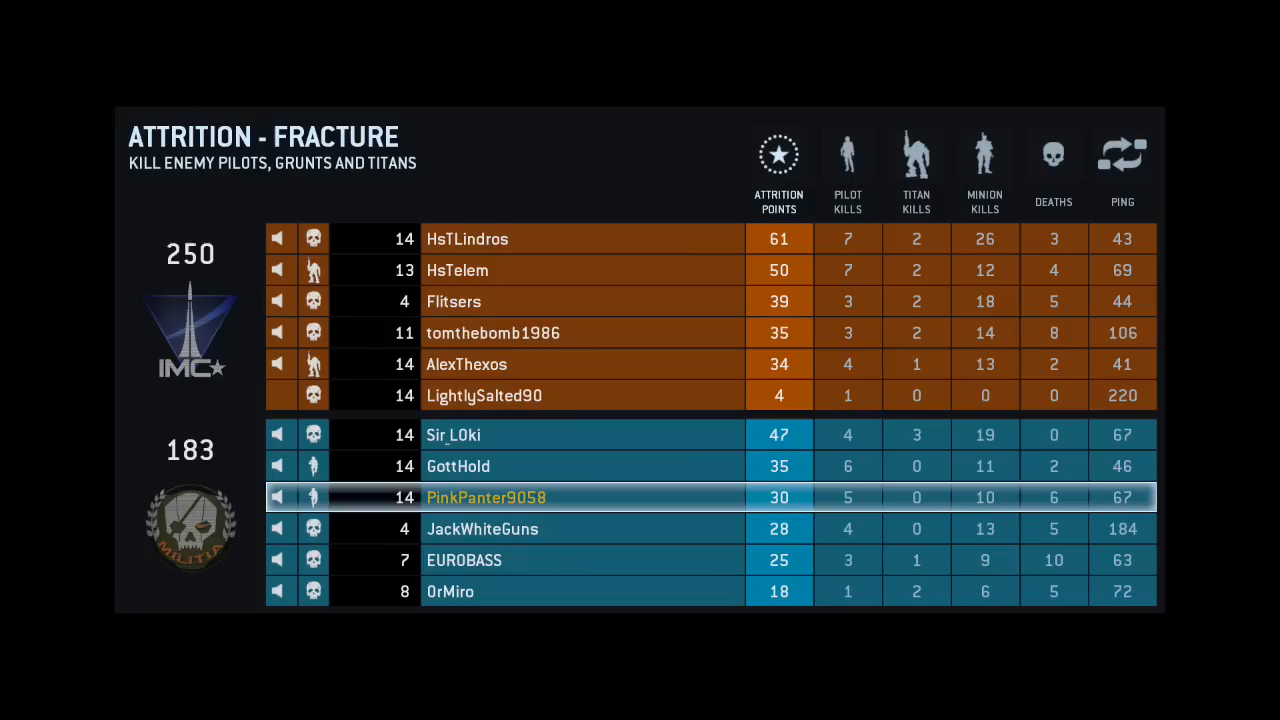 ATTRITION - FRACTURE
KILL ENEMY PILOTS, GRUNTS AND TITANS
ATTRITION POINTS PILOT KILLS TITAN KILLS MINION KILLS DEATHS PING
250
IMC
14 HsTLindros 61 7 2 26 3 43
13 HsTelem 50 7 2 12 4 69
4 Flitsers 39 3 2 18 5 44
11 tomthebomb1986 35 3 2 14 8 106
14 AlexThexos 34 4 1 13 2 41
14 LightlySalted90 4 1 0 0 0 220
183
MILITIA
14 Sir_L0ki 47 4 3 19 0 67
14 GottHold 35 6 0 11 2 46
14 PinkPanter9058 30 5 0 10 6 67
4 JackWhiteGuns 28 4 0 13 5 184
7 EUROBASS 25 3 1 9 10 63
8 0rMiro 18 1 2 6 5 72